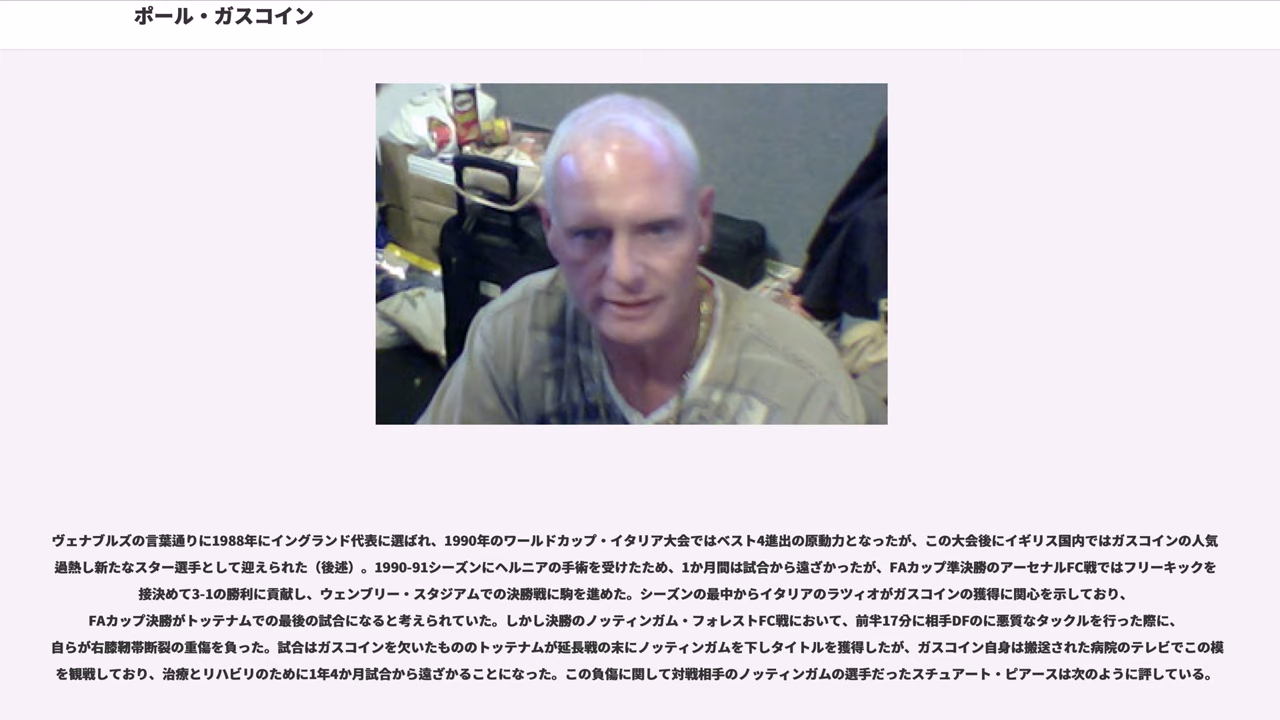 ポール・ガスコイン
ヴェナブルズの言葉通りに1988年にイングランド代表に選ばれ、1990年のワールドカップ・イタリア大会ではベスト4進出の原動力となったが、この大会後にイギリス国内ではガスコインの人気
過熱し新たなスター選手として迎えられた（後述）。1990-91シーズンにヘルニアの手術を受けたため、1か月間は試合から遠ざかったが、FAカップ準決勝のアーセナルFC戦ではフリーキックを
接決めて3-1の勝利に貢献し、ウェンブリー・スタジアムでの決勝戦に駒を進めた。シーズンの最中からイタリアのラツィオがガスコインの獲得に関心を示しており、
FAカップ決勝がトッテナムでの最後の試合になると考えられていた。しかし決勝のノッティンガム・フォレストFC戦において、前半17分に相手DFのに悪質なタックルを行った際に、
自らが右膝靭帯断裂の重傷を負った。試合はガスコインを欠いたもののトッテナムが延長戦の末にノッティンガムを下しタイトルを獲得したが、ガスコイン自身は搬送された病院のテレビでこの模
を観戦しており、治療とリハビリのために1年4か月試合から遠ざかることになった。この負傷に関して対戦相手のノッティンガムの選手だったスチュアート・ピアースは次のように評している。